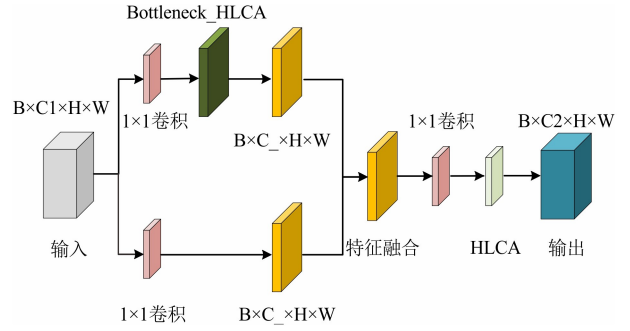 Bottleneck_HLCA
B×C1×H×W
1×1卷积
B×C_×H×W
1×1卷积
B×C2×H×W
输入
特征融合
HLCA
输出
1×1卷积
B×C_×H×W